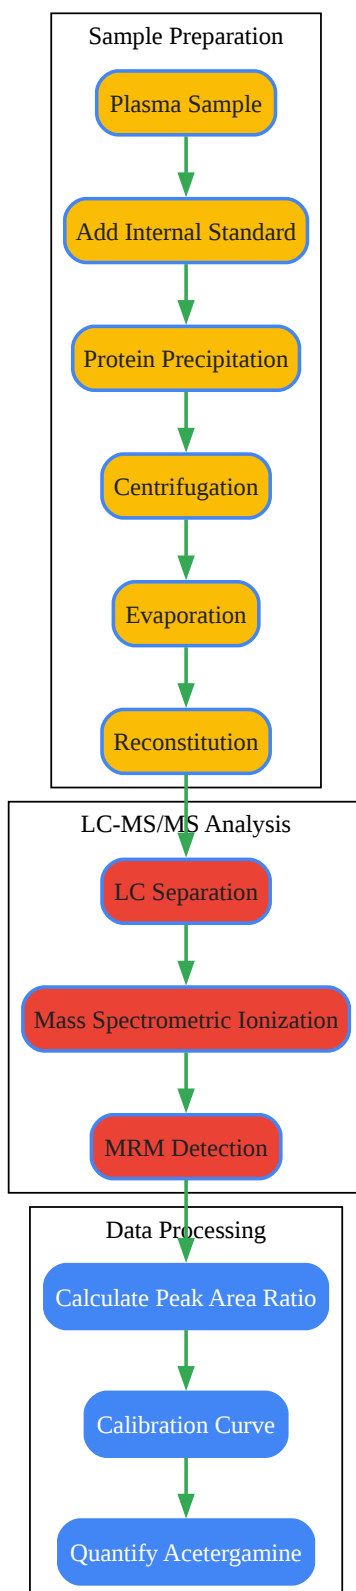 Sample Preparation
Plasma Sample
Add Internal Standard
Protein Precipitation
Centrifugation
Evaporation
Reconstitution
LC-MS/MS Analysis
LC Separation
Mass Spectrometric Ionization
MRM Detection
Data Processing
Calculate Peak Area Ratio
Calibration Curve
Quantify Acetergamine